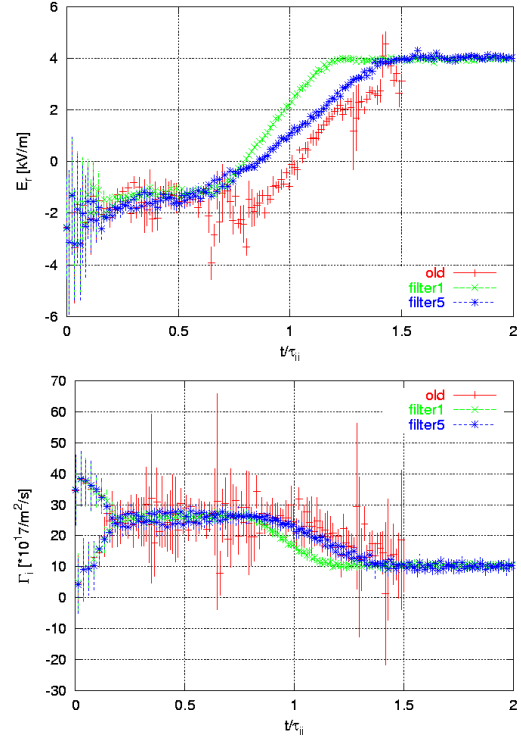 6
4
2
0
-2
-4
-6
E_r [kV/m]
old
filter1
filter5
0
0.5
1
1.5
2
t/τ_ii
70
60
50
40
30
20
10
0
-10
-20
-30
Γ_i [*10^17/m^2/s]
old
filter1
filter5
0
0.5
1
1.5
2
t/τ_ii